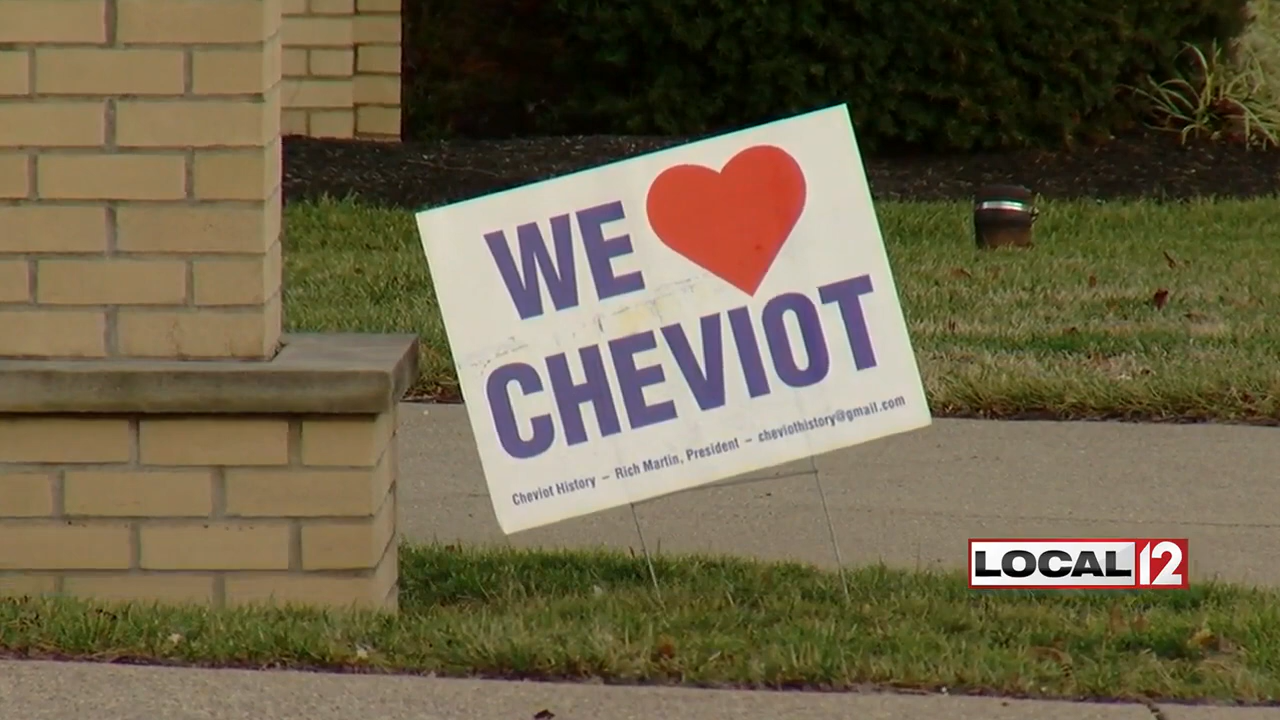 WE
CHEVIOT
Cheviot History – Rich Martin, President – cheviothistory@gmail.com
LOCAL 12